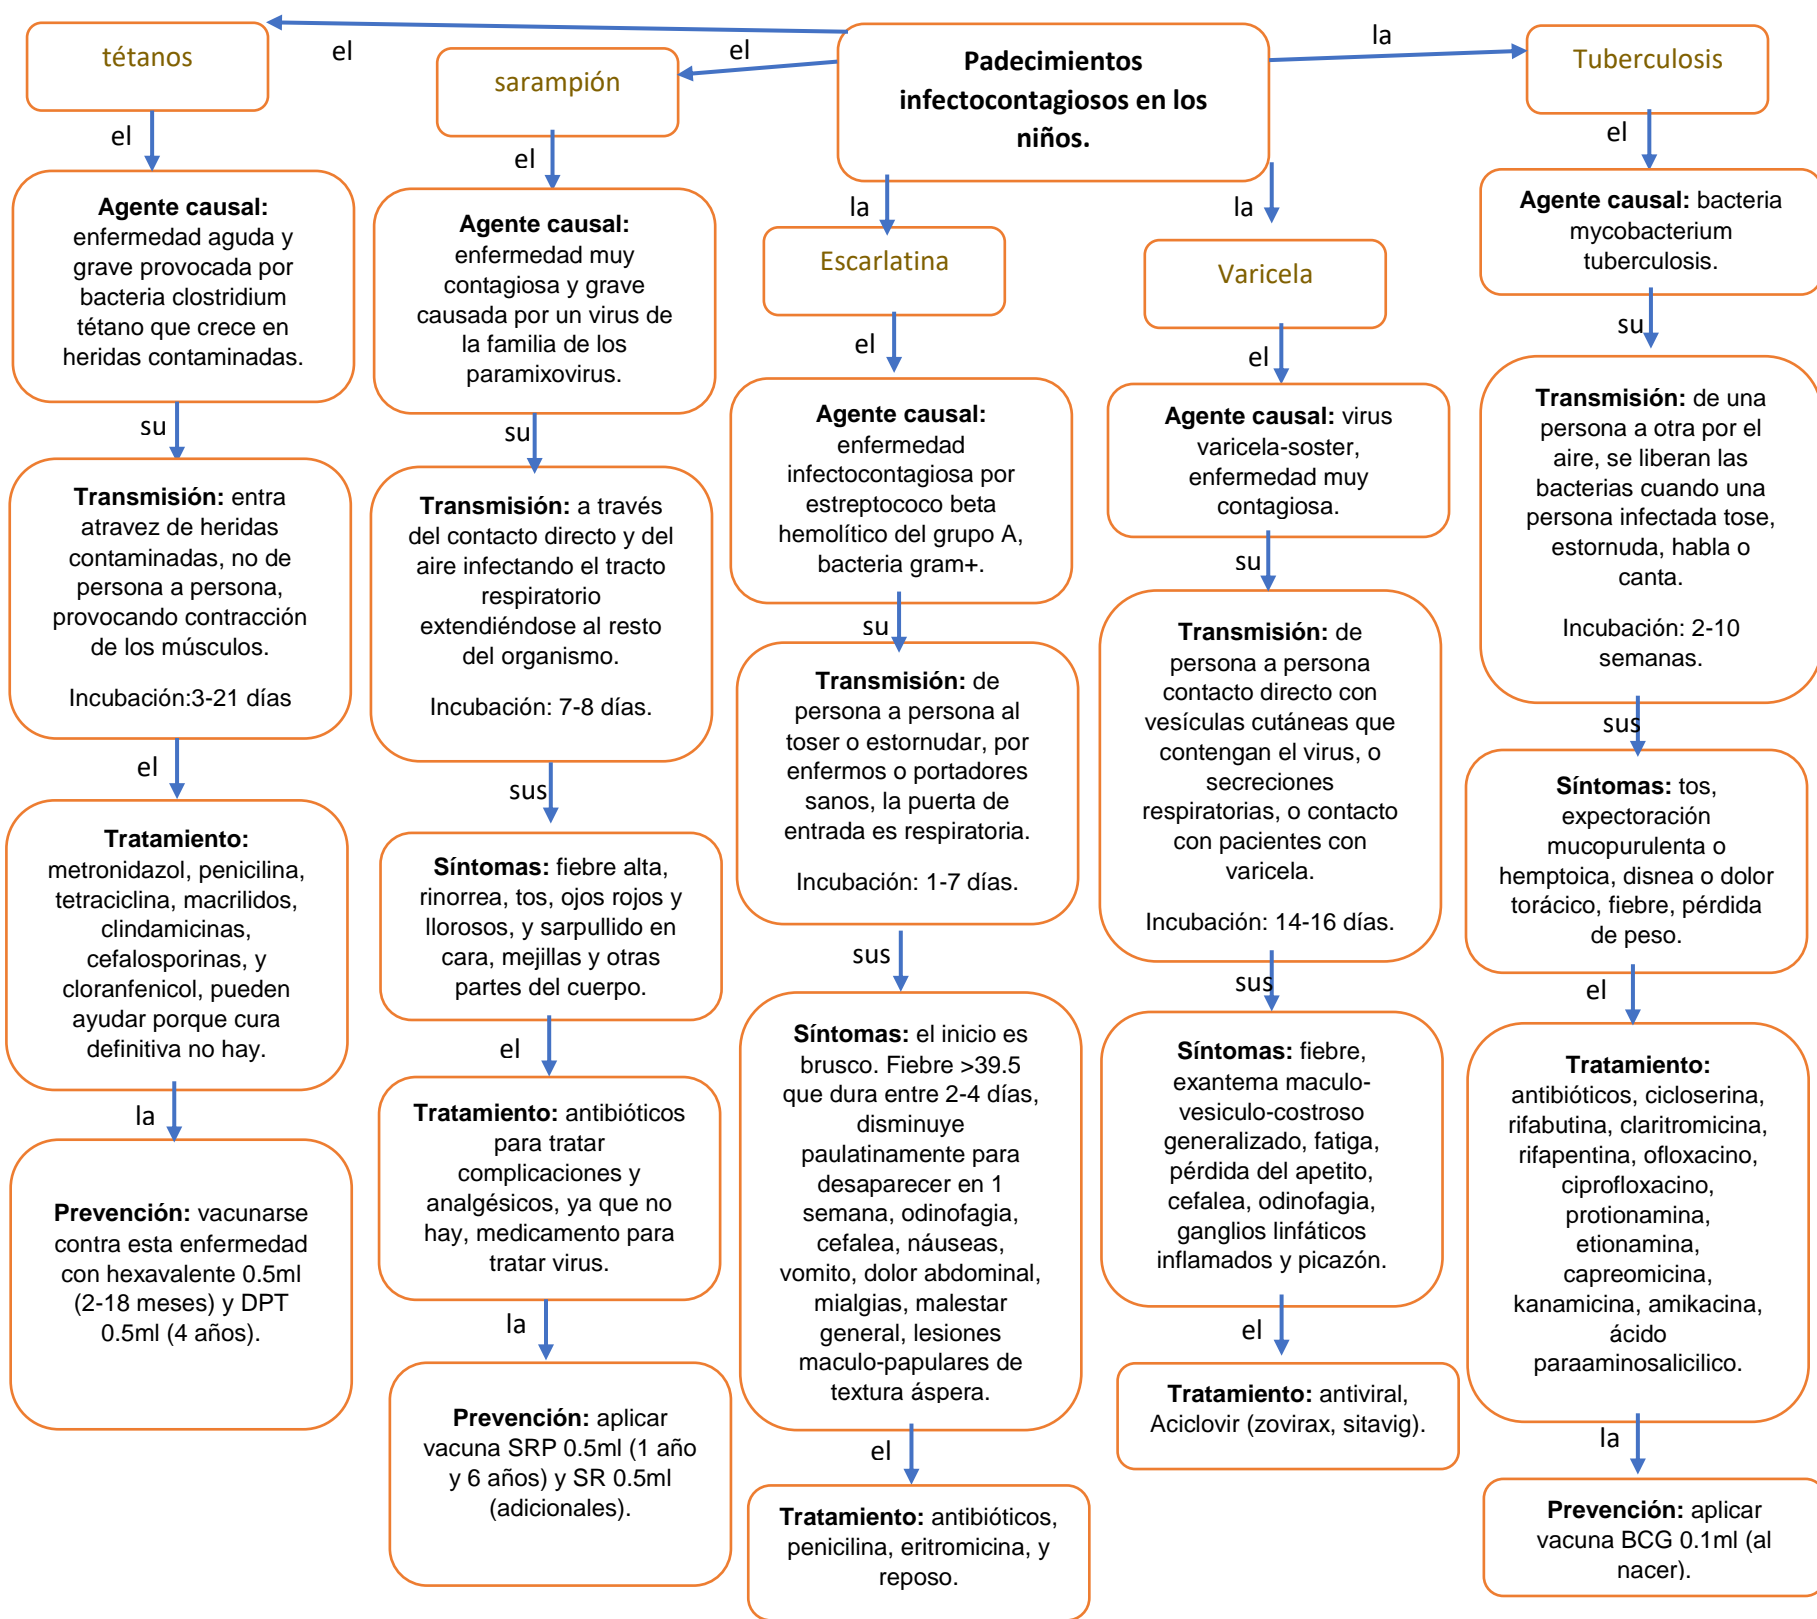 Padecimientos
infectocontagiosos en los
niños.
el
tétanos
el
Agente causal:
enfermedad aguda y
grave provocada por
bacteria clostridium
tétano que crece en
heridas contaminadas.
su
Transmisión: entra
atravez de heridas
contaminadas, no de
persona a persona,
provocando contracción
de los músculos.
Incubación:3-21 días
el
Tratamiento:
metronidazol, penicilina,
tetraciclina, macrilidos,
clindamicinas,
cefalosporinas, y
cloranfenicol, pueden
ayudar porque cura
definitiva no hay.
la
Prevención: vacunarse
contra esta enfermedad
con hexavalente 0.5ml
(2-18 meses) y DPT
0.5ml (4 años).
el
sarampión
el
Agente causal:
enfermedad muy
contagiosa y grave
causada por un virus de
la familia de los
paramixovirus.
su
Transmisión: a través
del contacto directo y del
aire infectando el tracto
respiratorio
extendiéndose al resto
del organismo.
Incubación: 7-8 días.
sus
Síntomas: fiebre alta,
rinorrea, tos, ojos rojos y
llorosos, y sarpullido en
cara, mejillas y otras
partes del cuerpo.
el
Tratamiento: antibióticos
para tratar
complicaciones y
analgésicos, ya que no
hay, medicamento para
tratar virus.
la
Prevención: aplicar
vacuna SRP 0.5ml (1 año
y 6 años) y SR 0.5ml
(adicionales).
la
Escarlatina
el
Agente causal:
enfermedad
infectocontagiosa por
estreptococo beta
hemolítico del grupo A,
bacteria gram+.
su
Transmisión: de
persona a persona al
toser o estornudar, por
enfermos o portadores
sanos, la puerta de
entrada es respiratoria.
Incubación: 1-7 días.
sus
Síntomas: el inicio es
brusco. Fiebre >39.5
que dura entre 2-4 días,
disminuye
paulatinamente para
desaparecer en 1
semana, odinofagia,
cefalea, náuseas,
vomito, dolor abdominal,
mialgias, malestar
general, lesiones
maculo-papulares de
textura áspera.
el
Tratamiento: antibióticos,
penicilina, eritromicina, y
reposo.
la
Varicela
el
Agente causal: virus
varicela-soster,
enfermedad muy
contagiosa.
su
Transmisión: de
persona a persona
contacto directo con
vesículas cutáneas que
contengan el virus, o
secreciones
respiratorias, o contacto
con pacientes con
varicela.
Incubación: 14-16 días.
sus
Síntomas: fiebre,
exantema maculo-
vesiculo-costroso
generalizado, fatiga,
pérdida del apetito,
cefalea, odinofagia,
ganglios linfáticos
inflamados y picazón.
el
Tratamiento: antiviral,
Aciclovir (zovirax, sitavig).
la
Tuberculosis
el
Agente causal: bacteria
mycobacterium
tuberculosis.
su
Transmisión: de una
persona a otra por el
aire, se liberan las
bacterias cuando una
persona infectada tose,
estornuda, habla o
canta.
Incubación: 2-10
semanas.
sus
Síntomas: tos,
expectoración
mucopurulenta o
hemptoica, disnea o dolor
torácico, fiebre, pérdida
de peso.
el
Tratamiento:
antibióticos, cicloserina,
rifabutina, claritromicina,
rifapentina, ofloxacino,
ciprofloxacino,
protionamina,
etionamina,
capreomicina,
kanamicina, amikacina,
ácido
paraaminosalicilico.
la
Prevención: aplicar
vacuna BCG 0.1ml (al
nacer).